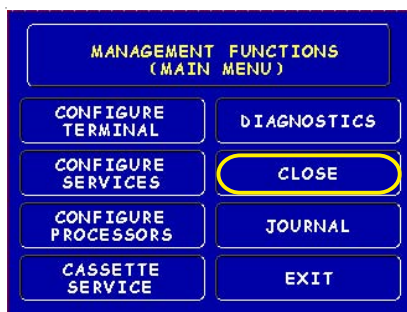 MANAGEMENT FUNCTIONS
(MAIN MENU)
CONFIGURE
TERMINAL
DIAGNOSTICS
CONFIGURE
SERVICES
CLOSE
CONFIGURE
PROCESSORS
JOURNAL
CASSETTE
SERVICE
EXIT